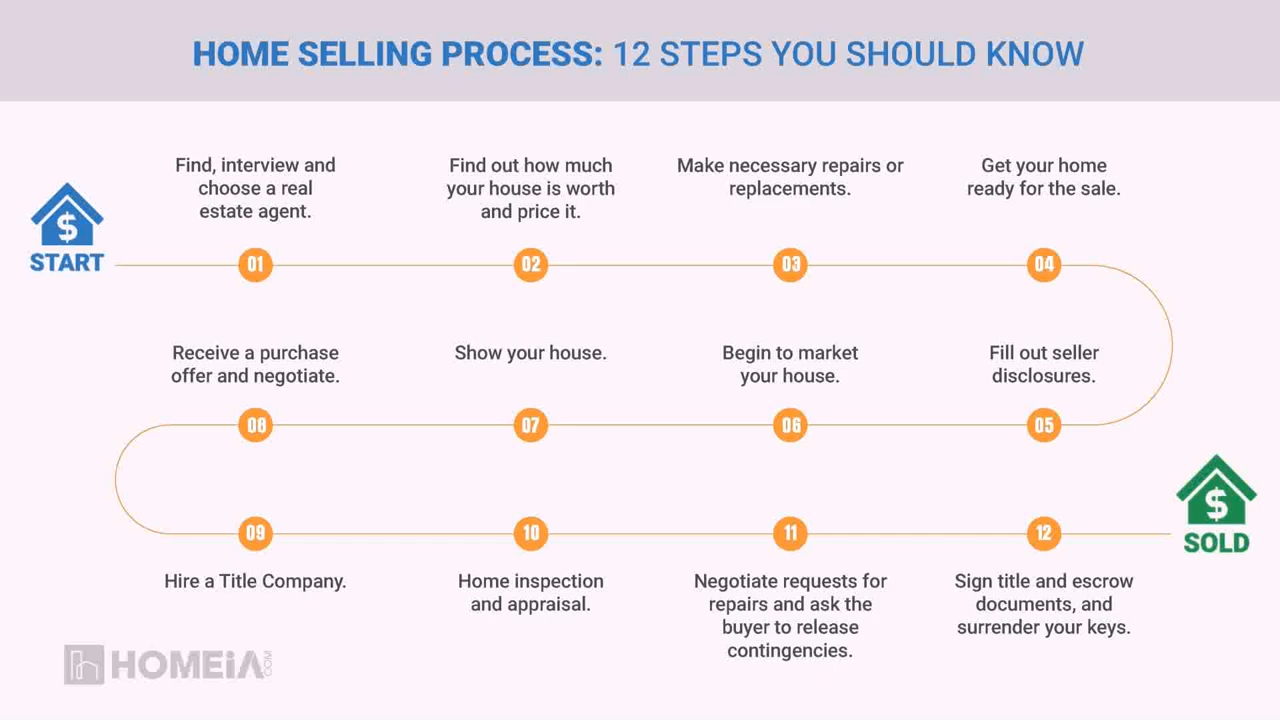 HOME SELLING PROCESS: 12 STEPS YOU SHOULD KNOW
START
Find, interview and
choose a real
estate agent.
01
Find out how much
your house is worth
and price it.
02
Make necessary repairs or
replacements.
03
Get your home
ready for the sale.
04
Fill out seller
disclosures.
05
Begin to market
your house.
06
Show your house.
07
Receive a purchase
offer and negotiate.
08
09
Hire a Title Company.
10
Home inspection
and appraisal.
11
Negotiate requests for
repairs and ask the
buyer to release
contingencies.
12
Sign title and escrow
documents, and
surrender your keys.
$
SOLD
HOMEiA.COM